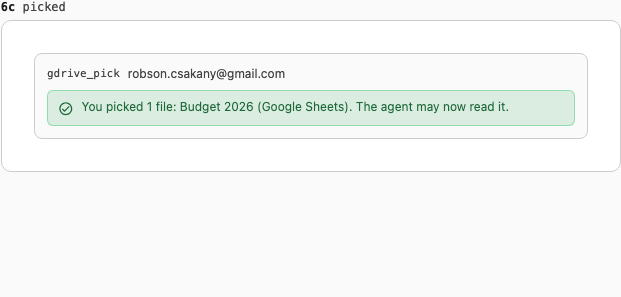 6c picked
gdrive_pick robson.csakany@gmail.com
You picked 1 file: Budget 2026 (Google Sheets). The agent may now read it.